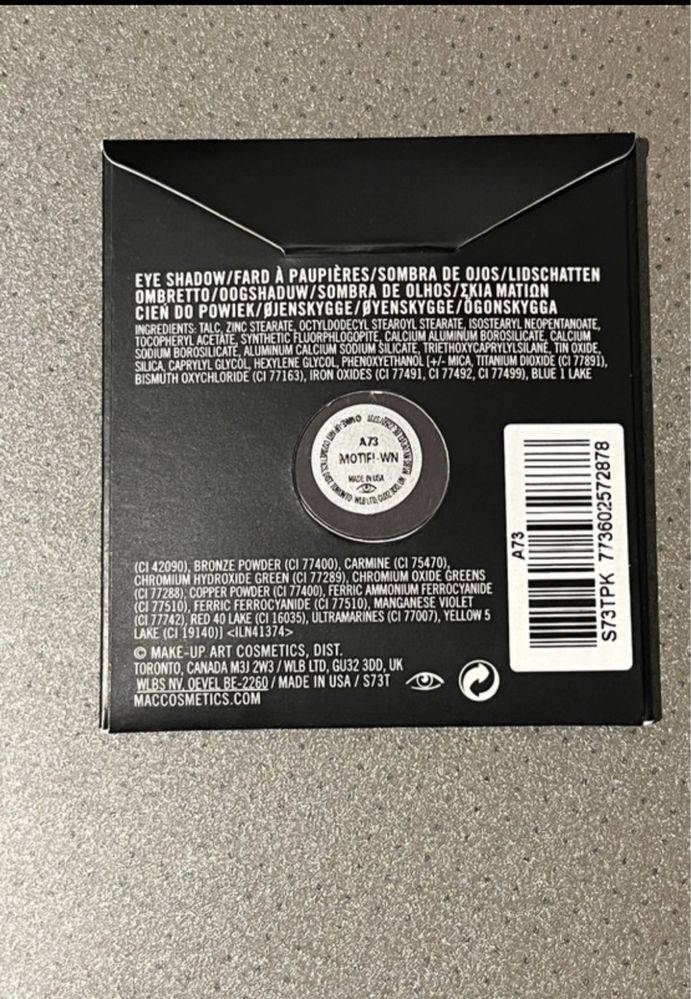 EYE SHADOW/FARD À PAUPIÈRES/SOMBRA DE OJOS/LIDSCHATTEN
OMBRETTO/OOGSHADUW/SOMBRA DE OLHOS/ΣΚΙΑ ΜΑΤΙΩΝ
CIEŃ DO POWIEK/ØJENSKYGGE/ØYENSKYGGE/ÖGONSKYGGA
INGREDIENTS: TALC, ZINC STEARATE, OCTYLDODECYL STEAROYL STEARATE, ISOSTEARYL NEOPENTANOATE,
TOCOPHERYL ACETATE, SYNTHETIC FLUORPHLOGOPITE, CALCIUM ALUMINUM BOROSILICATE, CALCIUM
SODIUM BOROSILICATE, ALUMINUM CALCIUM SODIUM SILICATE, TRIETHOXYCAPRYLYLSILANE, TIN OXIDE,
SILICA, CAPRYLYL GLYCOL, HEXYLENE GLYCOL, PHENOXYETHANOL [+/- MICA, TITANIUM DIOXIDE (CI 77891),
BISMUTH OXYCHLORIDE (CI 77163), IRON OXIDES (CI 77491, CI 77492, CI 77499), BLUE 1 LAKE
A73
MOTIF!-WN
MADE IN USA
(CI 42090), BRONZE POWDER (CI 77400), CARMINE (CI 75470),
CHROMIUM HYDROXIDE GREEN (CI 77289), CHROMIUM OXIDE GREENS
(CI 77288), COPPER POWDER (CI 77400), FERRIC AMMONIUM FERROCYANIDE
(CI 77510), FERRIC FERROCYANIDE (CI 77510), MANGANESE VIOLET
(CI 77742), RED 40 LAKE (CI 16035), ULTRAMARINES (CI 77007), YELLOW 5
LAKE (CI 19140)] <ILN41374>
© MAKE-UP ART COSMETICS, DIST.
TORONTO, CANADA M3J 2W3 / WLB LTD, GU32 3DD, UK
WLBS NV. OEVEL BE-2260 / MADE IN USA / S73T
MACCOSMETICS.COM
A73
S73TPK 773602572878